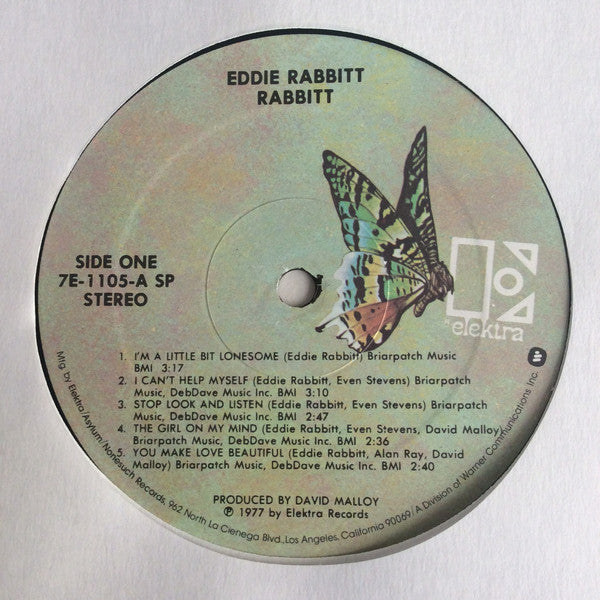 EDDIE RABBITT
RABBITT
SIDE ONE
7E-1105-A SP
STEREO
elektra
1. I'M A LITTLE BIT LONESOME (Eddie Rabbitt) Briarpatch Music
BMI 3:17
2. I CAN'T HELP MYSELF (Eddie Rabbitt, Even Stevens) Briarpatch
Music, DebDave Music Inc. BMI 3:10
3. STOP LOOK AND LISTEN (Eddie Rabbitt, Even Stevens) Briarpatch
Music, DebDave Music Inc. BMI 2:47
4. THE GIRL ON MY MIND (Eddie Rabbitt, Even Stevens, David Malloy)
Briarpatch Music, DebDave Music Inc. BMI 2:36
5. YOU MAKE LOVE BEAUTIFUL (Eddie Rabbitt, Alan Ray, David
Malloy) Briarpatch Music, DebDave Music Inc. BMI 2:40
PRODUCED BY DAVID MALLOY
℗ 1977 by Elektra Records
Mfg. by Elektra/Asylum/Nonesuch Records, 962 North La Cienega Blvd., Los Angeles, California 90069/A Division of Warner Communications Inc.